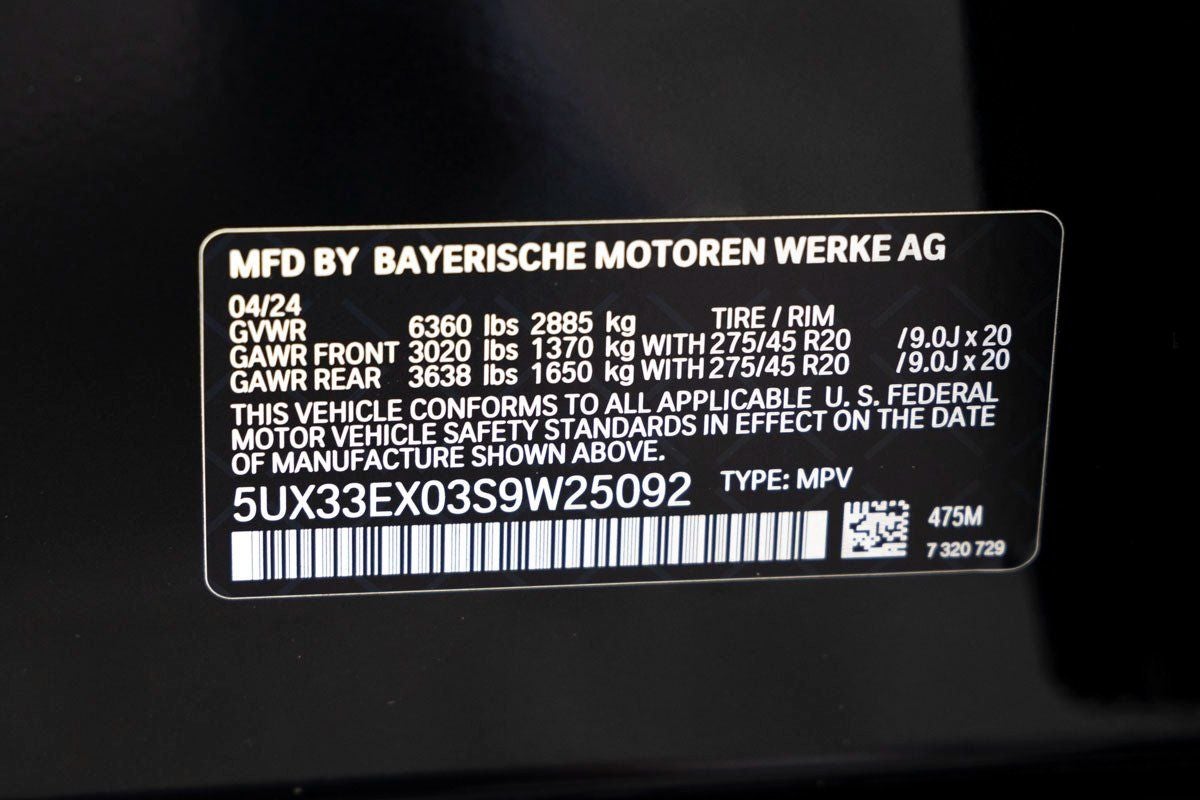 MFD BY BAYERISCHE MOTOREN WERKE AG
04/24
GVWR 6360 lbs 2885 kg TIRE / RIM
GAWR FRONT 3020 lbs 1370 kg WITH 275/45 R20 /9.0J x 20
GAWR REAR 3638 lbs 1650 kg WITH 275/45 R20 /9.0J x 20
THIS VEHICLE CONFORMS TO ALL APPLICABLE U. S. FEDERAL
MOTOR VEHICLE SAFETY STANDARDS IN EFFECT ON THE DATE
OF MANUFACTURE SHOWN ABOVE.
5UX33EX03S9W25092 TYPE: MPV
475M
7 320 729